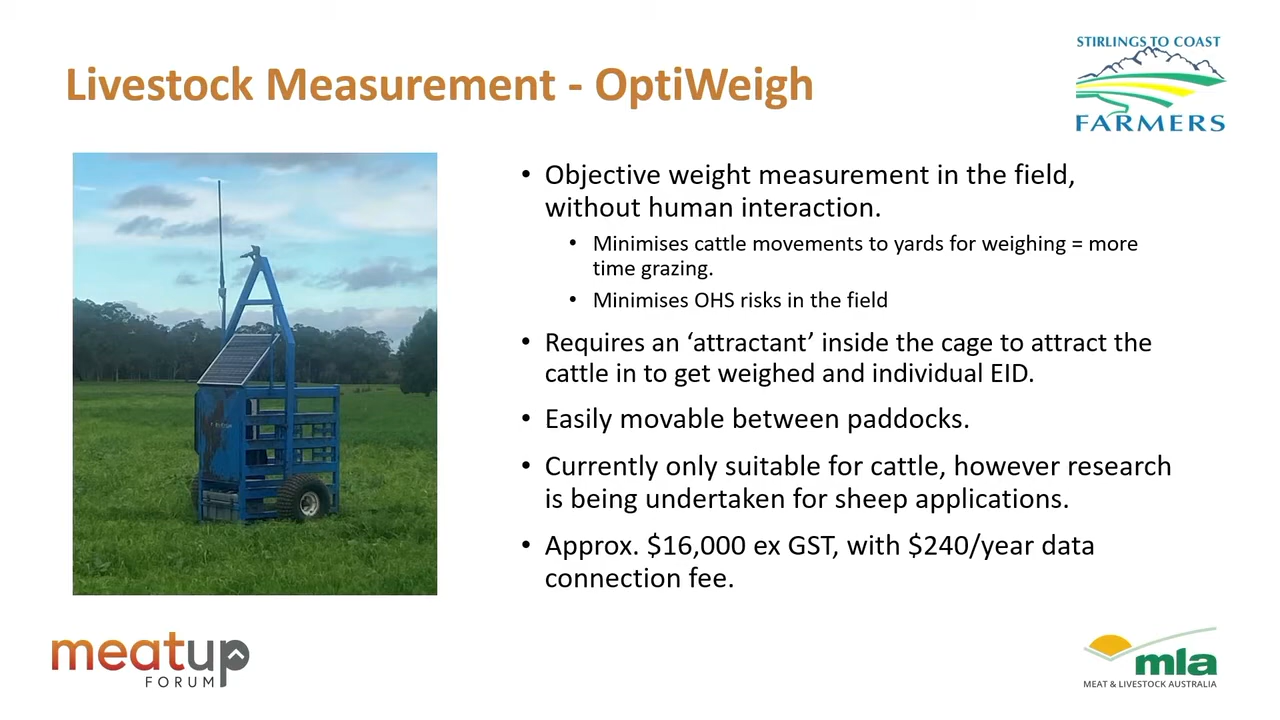 STIRLINGS TO COAST
FARMERS
Livestock Measurement - OptiWeigh
• Objective weight measurement in the field,
without human interaction.
• Minimises cattle movements to yards for weighing = more
time grazing.
• Minimises OHS risks in the field
• Requires an ‘attractant’ inside the cage to attract the
cattle in to get weighed and individual EID.
• Easily movable between paddocks.
• Currently only suitable for cattle, however research
is being undertaken for sheep applications.
• Approx. $16,000 ex GST, with $240/year data
connection fee.
meatup
FORUM
mla
MEAT & LIVESTOCK AUSTRALIA